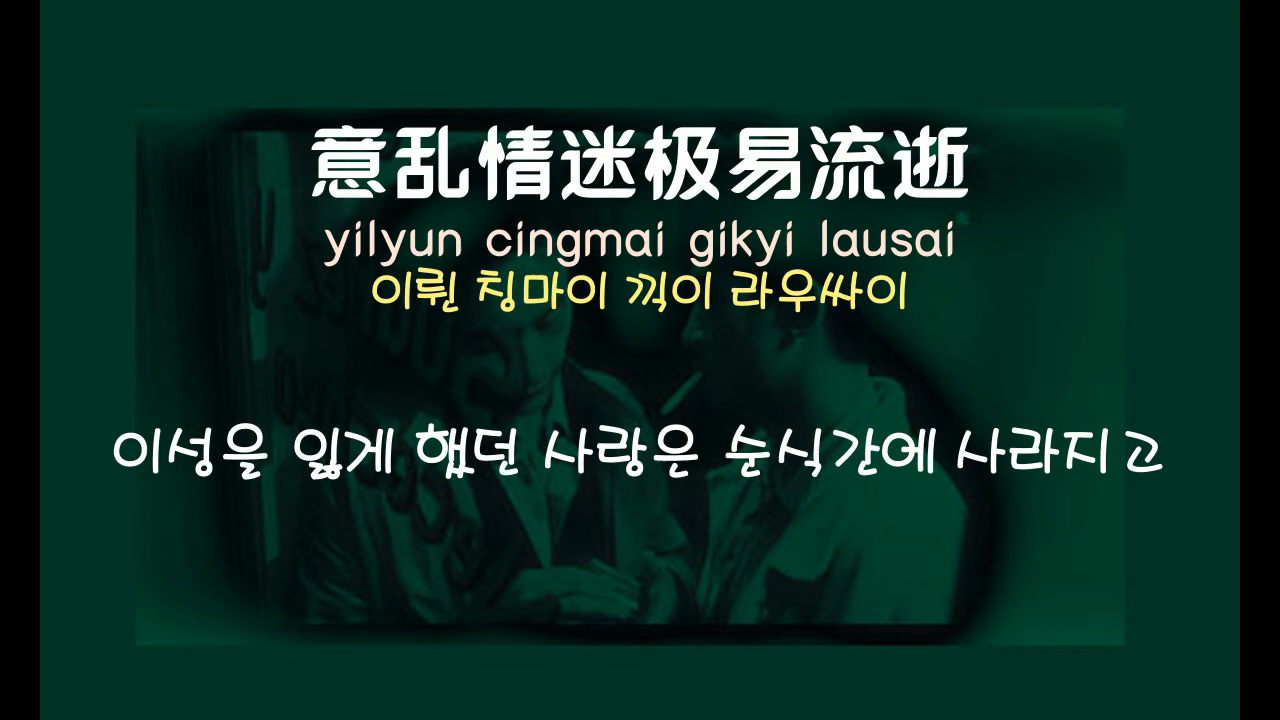 意乱情迷极易流逝
yilyun cingmai gikyi lausai
이륀 칭마이 끽이 라우싸이
이성을 잃게 했던 사랑은 순식간에 사라지고